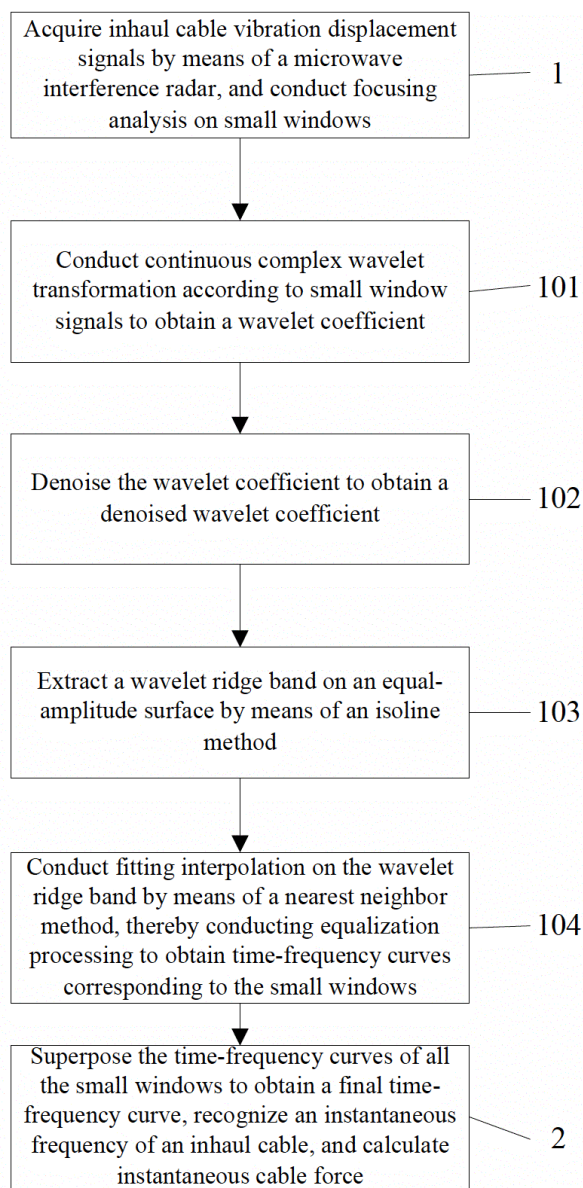 Acquire inhaul cable vibration displacement
signals by means of a microwave
interference radar, and conduct focusing
analysis on small windows
1
Conduct continuous complex wavelet
transformation according to small window
signals to obtain a wavelet coefficient
101
Denoise the wavelet coefficient to obtain a
denoised wavelet coefficient
102
Extract a wavelet ridge band on an equal-
amplitude surface by means of an isoline
method
103
Conduct fitting interpolation on the wavelet
ridge band by means of a nearest neighbor
method, thereby conducting equalization
processing to obtain time-frequency curves
corresponding to the small windows
104
Superpose the time-frequency curves of all
the small windows to obtain a final time-
frequency curve, recognize an instantaneous
frequency of an inhaul cable, and calculate
instantaneous cable force
2